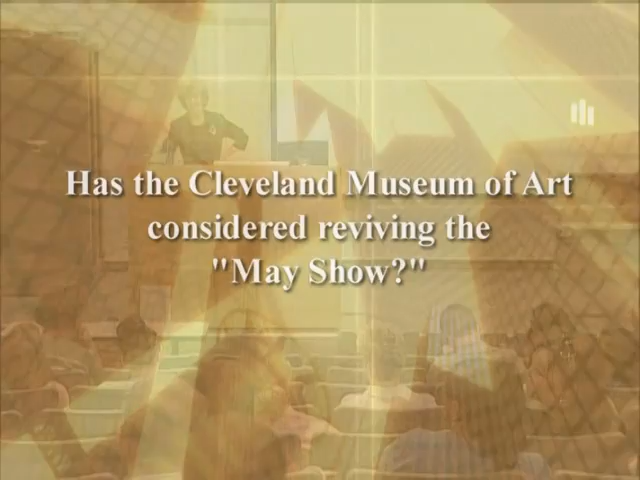 Has the Cleveland Museum of Art
considered reviving the
"May Show?"